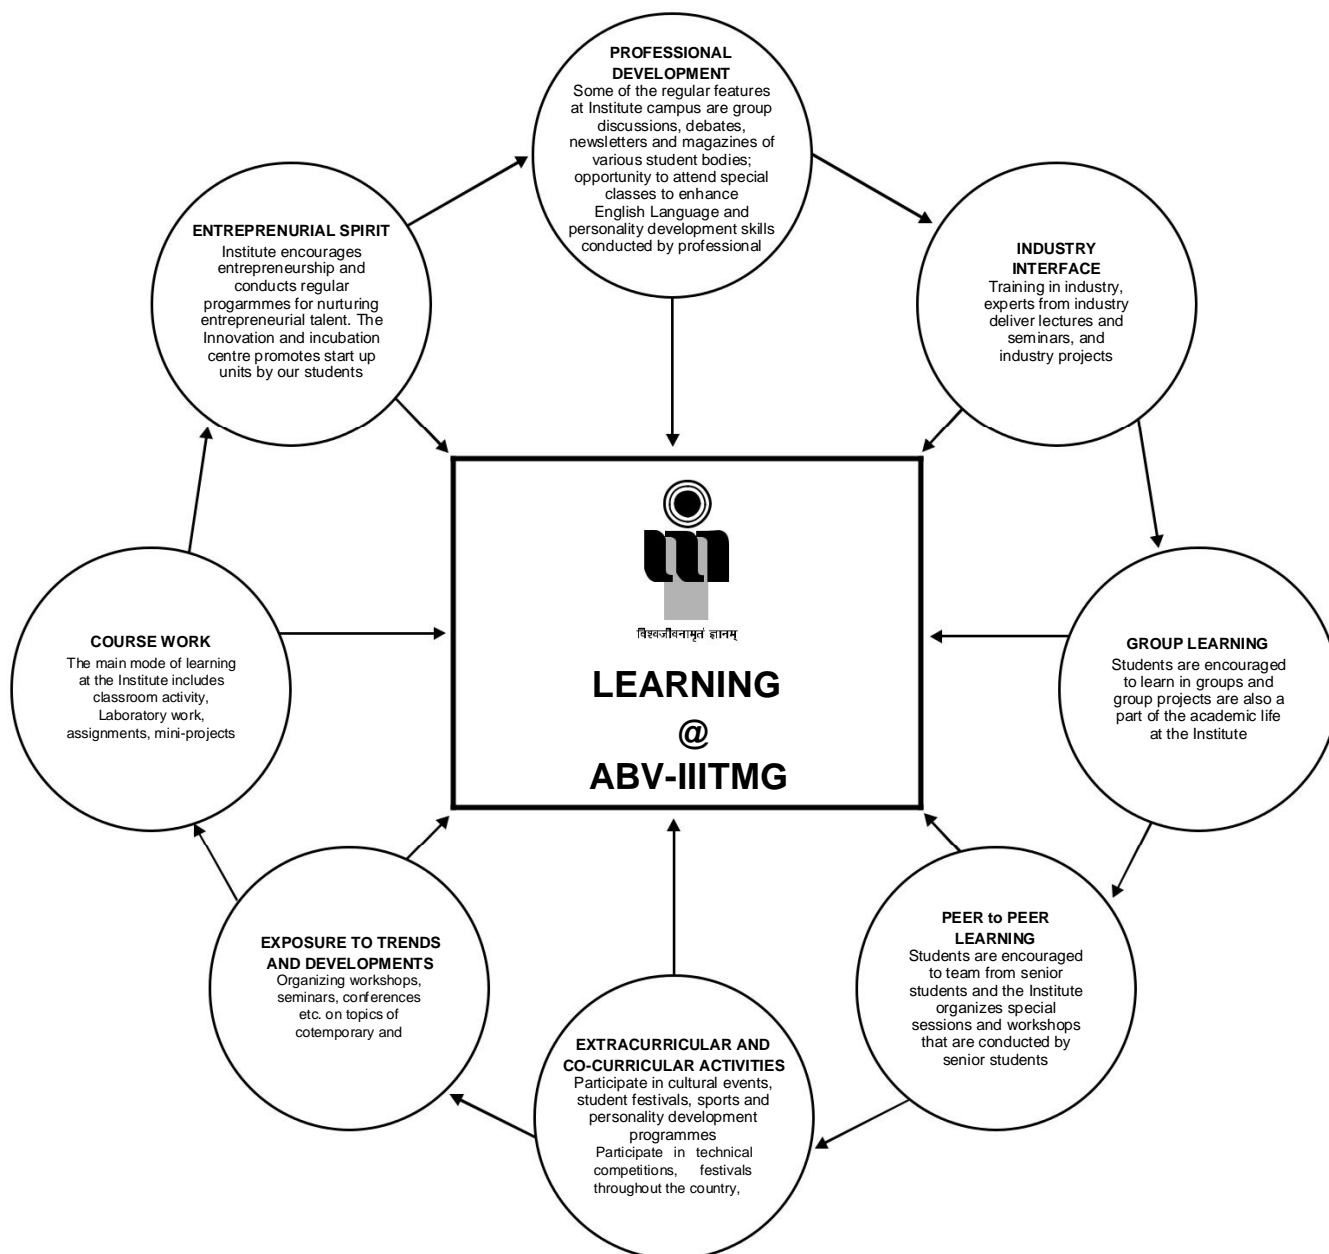 PROFESSIONAL
DEVELOPMENT
Some of the regular features
at Institute campus are group
discussions, debates,
newsletters and magazines of
various student bodies;
opportunity to attend special
classes to enhance
English Language and
personality development skills
conducted by professional
INDUSTRY
INTERFACE
Training in industry,
experts from industry
deliver lectures and
seminars, and
industry projects
GROUP LEARNING
Students are encouraged
to learn in groups and
group projects are also a
part of the academic life
at the Institute
PEER to PEER
LEARNING
Students are encouraged
to team from senior
students and the Institute
organizes special
sessions and workshops
that are conducted by
senior students
EXTRACURRICULAR AND
CO-CURRICULAR ACTIVITIES
Participate in cultural events,
student festivals, sports and
personality development
programmes
Participate in technical
competitions, festivals
throughout the country,
EXPOSURE TO TRENDS
AND DEVELOPMENTS
Organizing workshops,
seminars, conferences
etc. on topics of
cotemporary and
COURSE WORK
The main mode of learning
at the Institute includes
classroom activity,
Laboratory work,
assignments, mini-projects
ENTREPRENURIAL SPIRIT
Institute encourages
entrepreneurship and
conducts regular
progarmmes for nurturing
entrepreneurial talent. The
Innovation and incubation
centre promotes start up
units by our students
विश्वजीवनामृतं ज्ञानम्
LEARNING
@
ABV-IIITMG